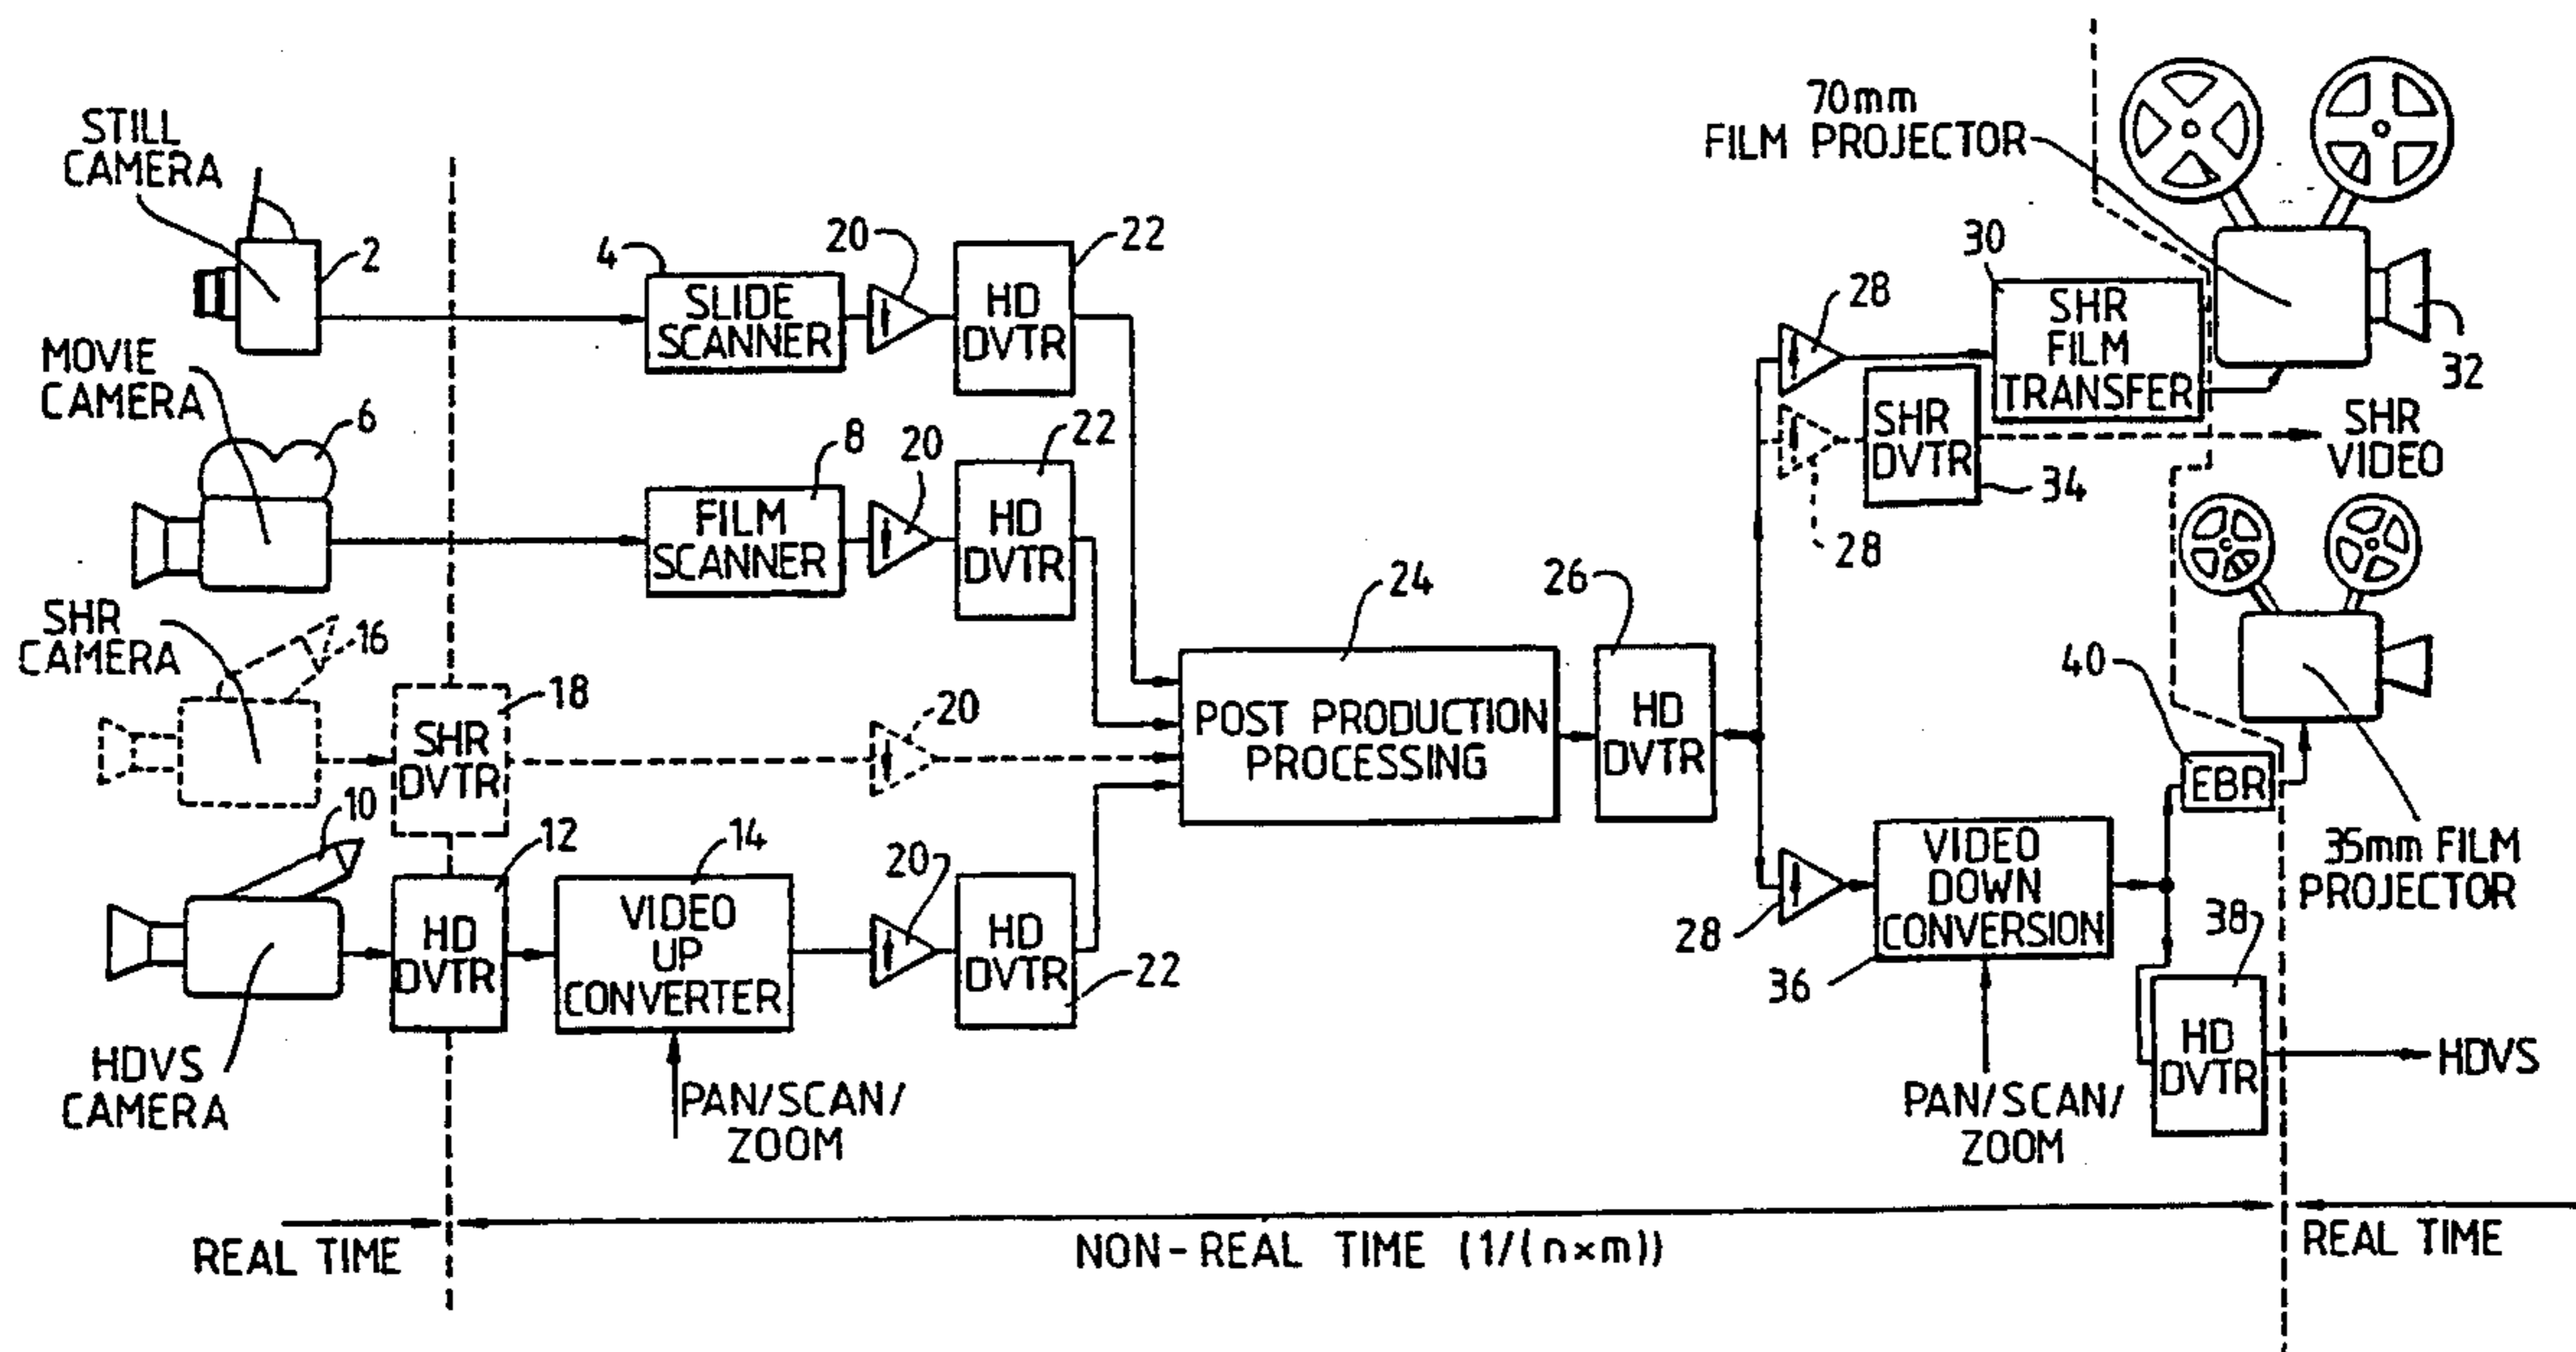 STILL
CAMERA
2
4
SLIDE
SCANNER
20
HD
DVTR
22
MOVIE
CAMERA
6
FILM
SCANNER
8
20
HD
DVTR
22
SHR
CAMERA
16
SHR
DVTR
18
20
HDVS
CAMERA
10
HD
DVTR
12
VIDEO
UP
CONVERTER
14
PAN/SCAN/
ZOOM
20
HD
DVTR
22
POST PRODUCTION
PROCESSING
24
HD
DVTR
26
28
30
SHR
FILM
TRANSFER
70mm
FILM PROJECTOR
32
28
SHR
DVTR
34
SHR
VIDEO
28
VIDEO
DOWN
CONVERSION
36
PAN/SCAN/
ZOOM
40
EBR
35mm FILM
PROJECTOR
38
HD
DVTR
HDVS
REAL TIME
NON-REAL TIME (1/(n×m))
REAL TIME